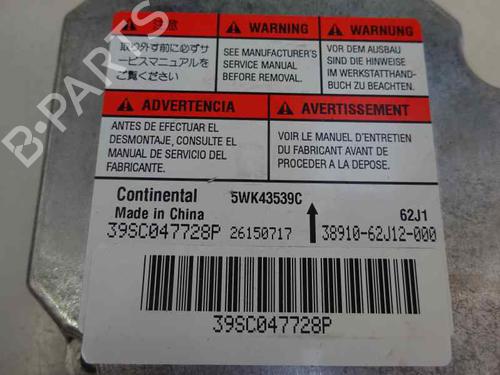 注意
取り外す前に必ずサ
ービスマニュアルを
ご覧ください
WARNING
SEE MANUFACTURER'S
SERVICE MANUAL
BEFORE REMOVAL.
WARNUNG
VOR DEM AUSBAU
SIND DIE HINWEISE
IM WERKSTATTHAND-
BUCH ZU BEACHTEN.
ADVERTENCIA
ANTES DE EFECTUAR EL
DESMONTAJE, CONSULTE EL
MANUAL DE SERVICIO DEL
FABRICANTE.
AVERTISSEMENT
VOIR LE MANUEL D'ENTRETIEN
DU FABRICANT AVANT DE
PROCEDER A LA DEPOSE.
Continental 5WK43539C 62J1
Made in China
39SC047728P 26150717 38910-62J12-000
39SC047728P
B-PARTS